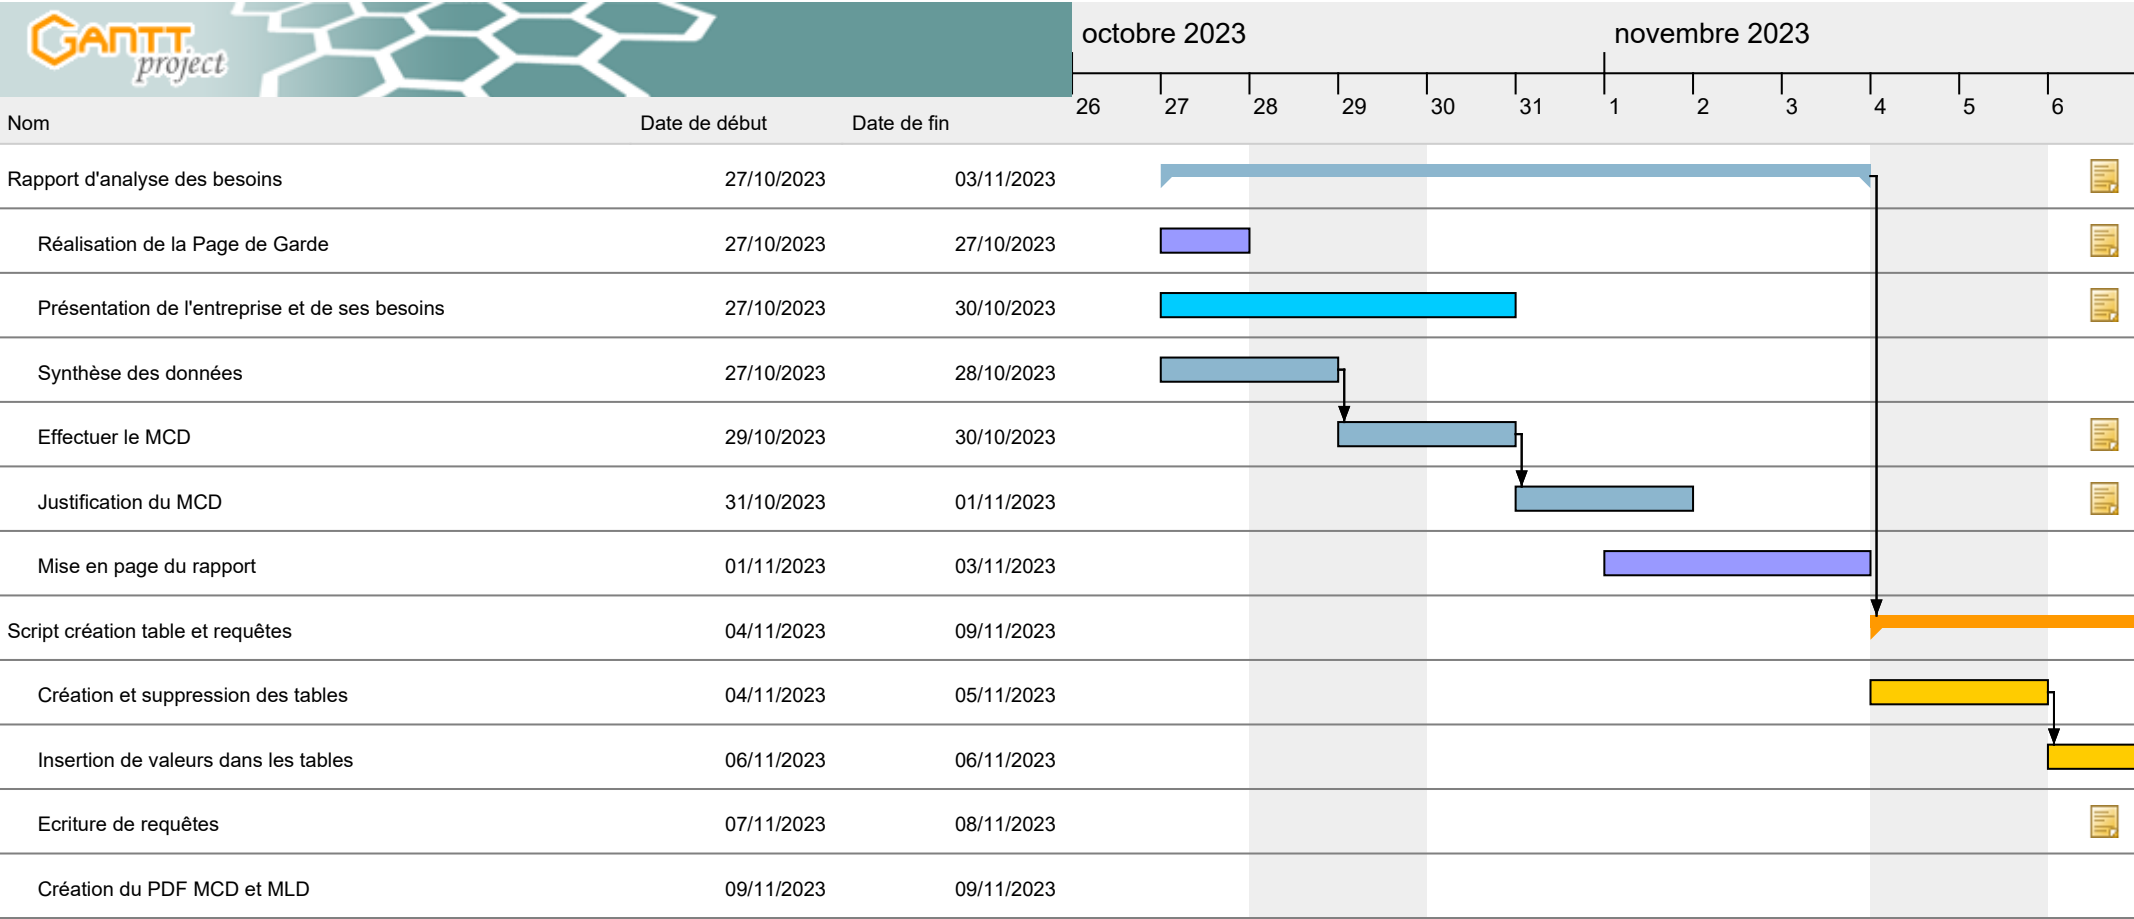 GANTT
project
octobre 2023 novembre 2023
26 27 28 29 30 31 1 2 3 4 5 6
Nom Date de début Date de fin
Rapport d'analyse des besoins 27/10/2023 03/11/2023
Réalisation de la Page de Garde 27/10/2023 27/10/2023
Présentation de l'entreprise et de ses besoins 27/10/2023 30/10/2023
Synthèse des données 27/10/2023 28/10/2023
Effectuer le MCD 29/10/2023 30/10/2023
Justification du MCD 31/10/2023 01/11/2023
Mise en page du rapport 01/11/2023 03/11/2023
Script création table et requêtes 04/11/2023 09/11/2023
Création et suppression des tables 04/11/2023 05/11/2023
Insertion de valeurs dans les tables 06/11/2023 06/11/2023
Ecriture de requêtes 07/11/2023 08/11/2023
Création du PDF MCD et MLD 09/11/2023 09/11/2023